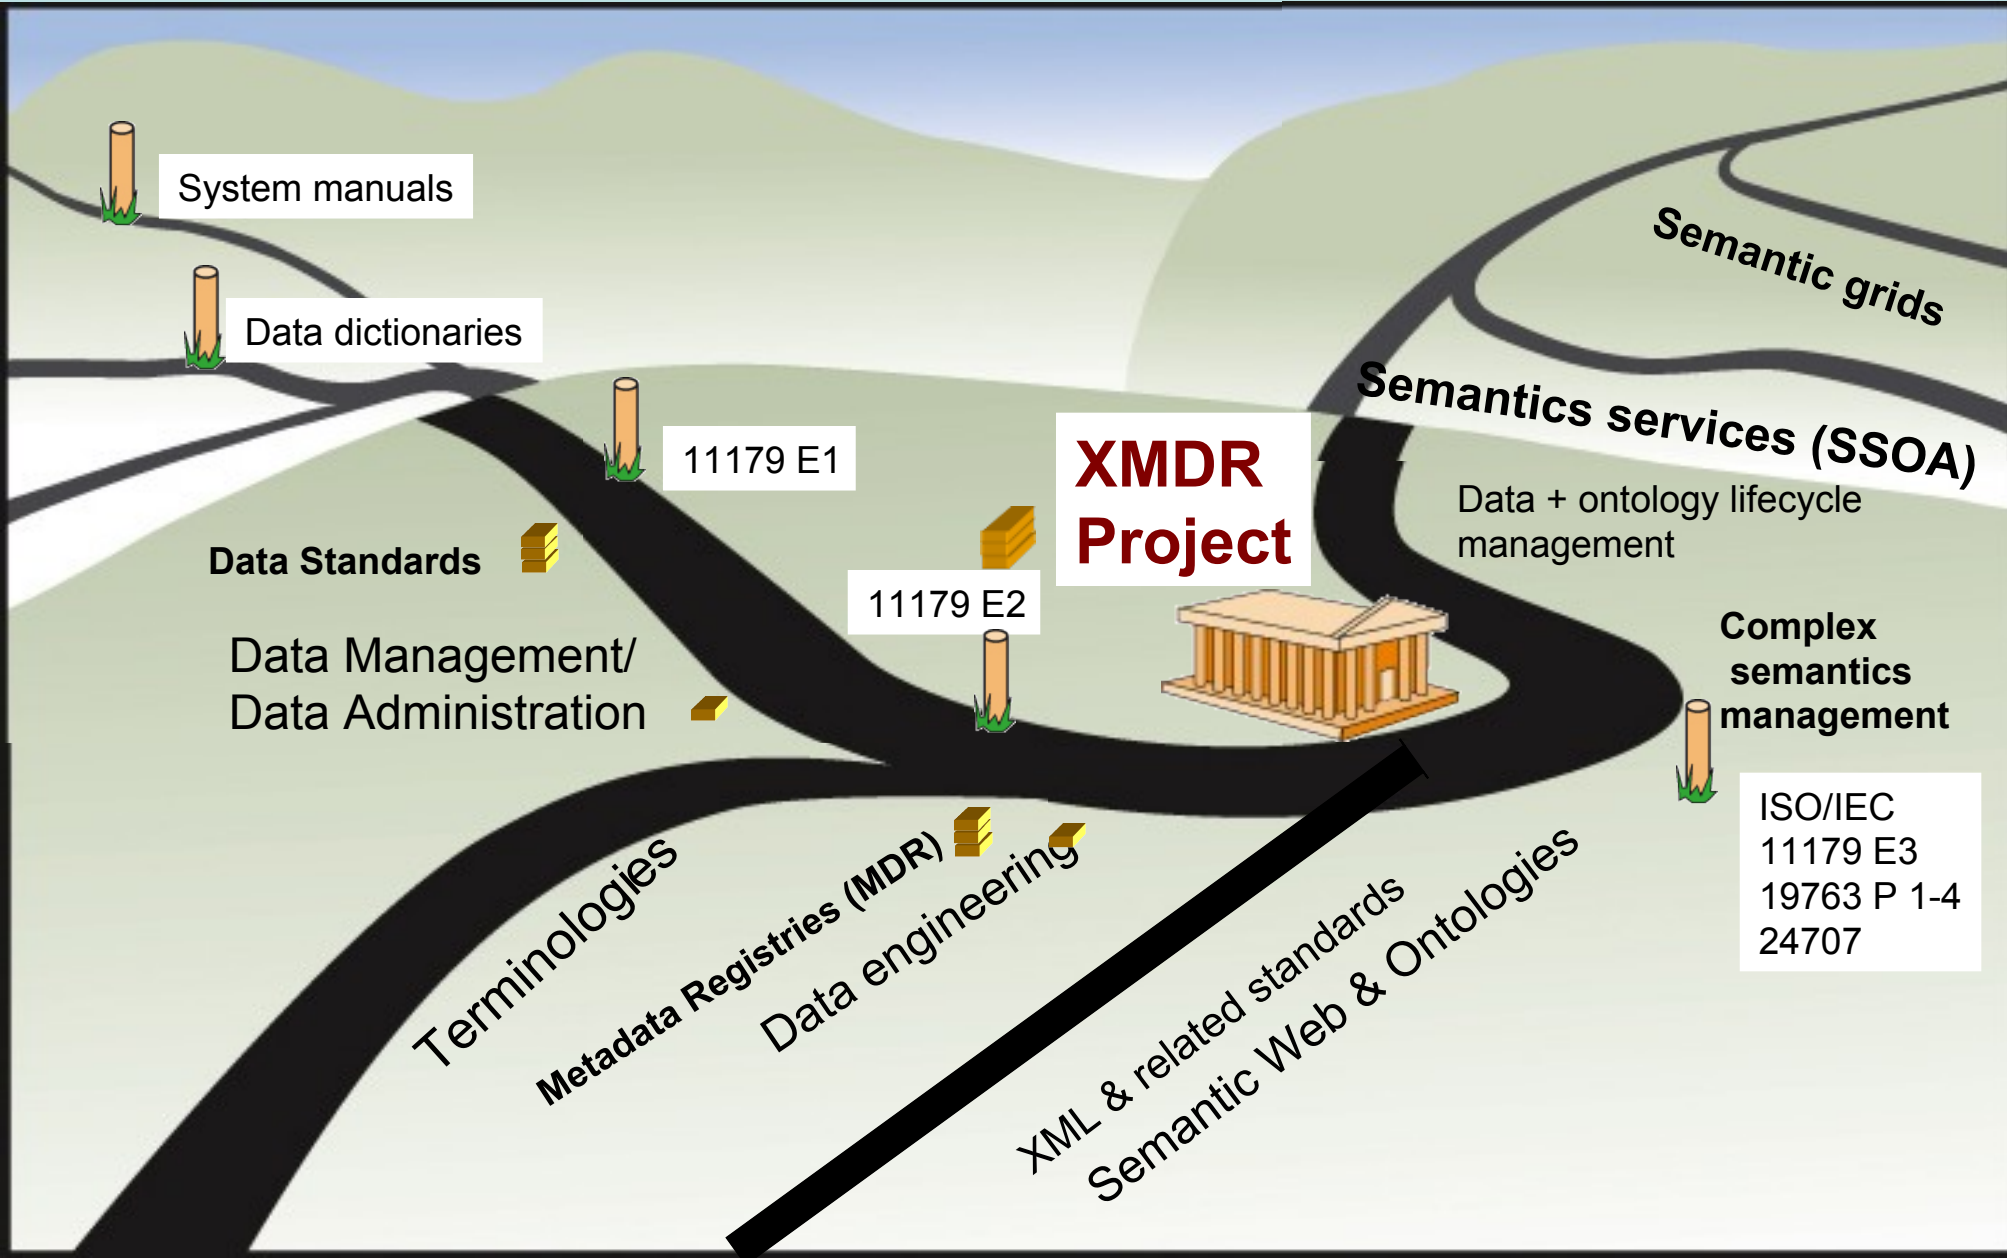 System manuals
Data dictionaries
11179 E1
XMDR
Project
Semantic grids
Semantics services (SSOA)
Data + ontology lifecycle
management
Data Standards
11179 E2
Data Management/
Data Administration
Complex
semantics
management
ISO/IEC
11179 E3
19763 P 1-4
24707
Terminologies
Metadata Registries (MDR)
Data engineering
XML & related standards
Semantic Web & Ontologies